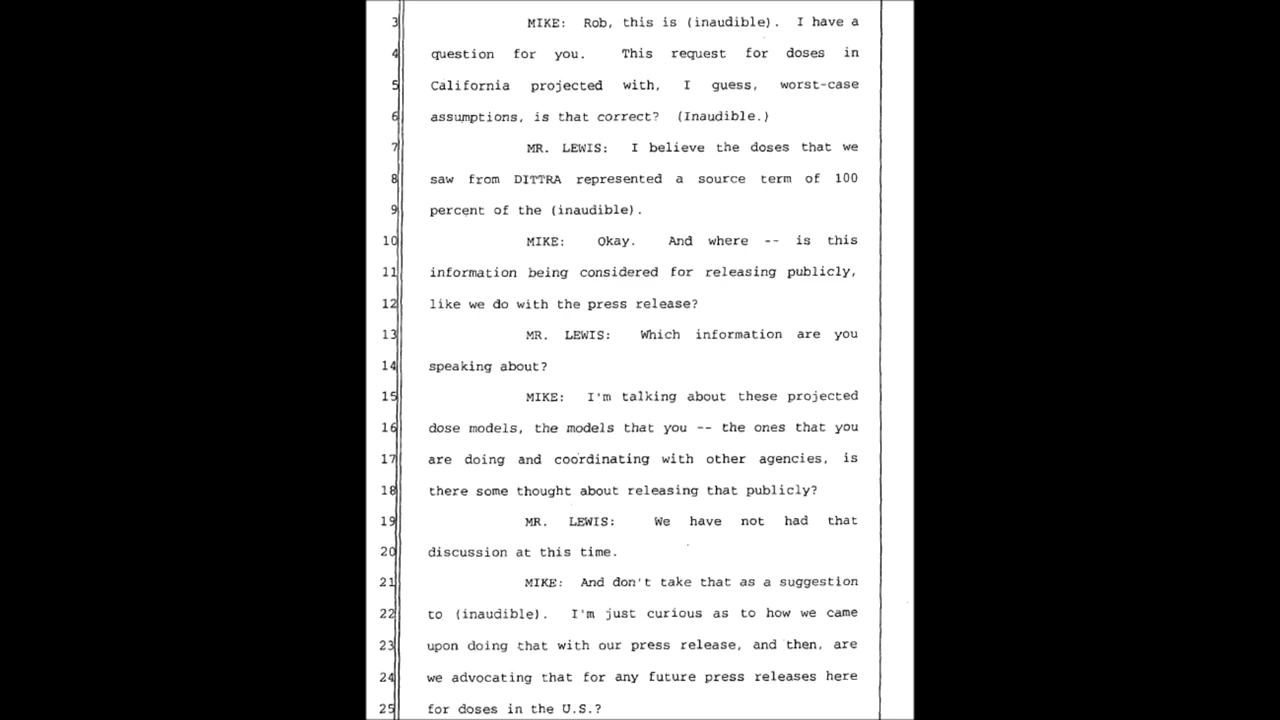 3 MIKE: Rob, this is (inaudible). I have a
4 question for you. This request for doses in
5 California projected with, I guess, worst-case
6 assumptions, is that correct? (Inaudible.)
7 MR. LEWIS: I believe the doses that we
8 saw from DITTRA represented a source term of 100
9 percent of the (inaudible).
10 MIKE: Okay. And where -- is this
11 information being considered for releasing publicly,
12 like we do with the press release?
13 MR. LEWIS: Which information are you
14 speaking about?
15 MIKE: I'm talking about these projected
16 dose models, the models that you -- the ones that you
17 are doing and coordinating with other agencies, is
18 there some thought about releasing that publicly?
19 MR. LEWIS: We have not had that
20 discussion at this time.
21 MIKE: And don't take that as a suggestion
22 to (inaudible). I'm just curious as to how we came
23 upon doing that with our press release, and then, are
24 we advocating that for any future press releases here
25 for doses in the U.S.?